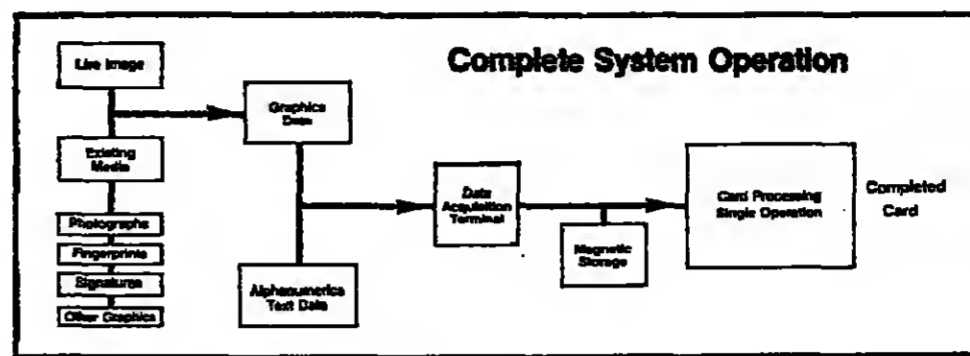 Complete System Operation
Live Image
Graphics
Data
Existing
Media
Photographs
Fingerprints
Signatures
Other Graphics
Alphanumerics
Text Data
Data
Acquisition
Terminal
Magnetic
Storage
Card Processing
Single Operation
Completed
Card